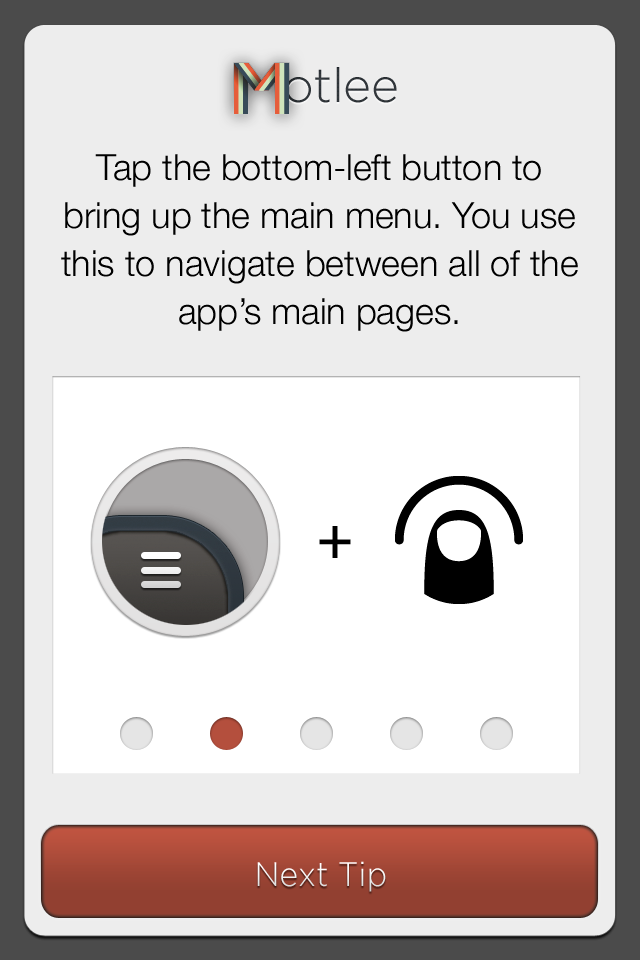 Motlee
Tap the bottom-left button to
bring up the main menu. You use
this to navigate between all of the
app’s main pages.
+
Next Tip